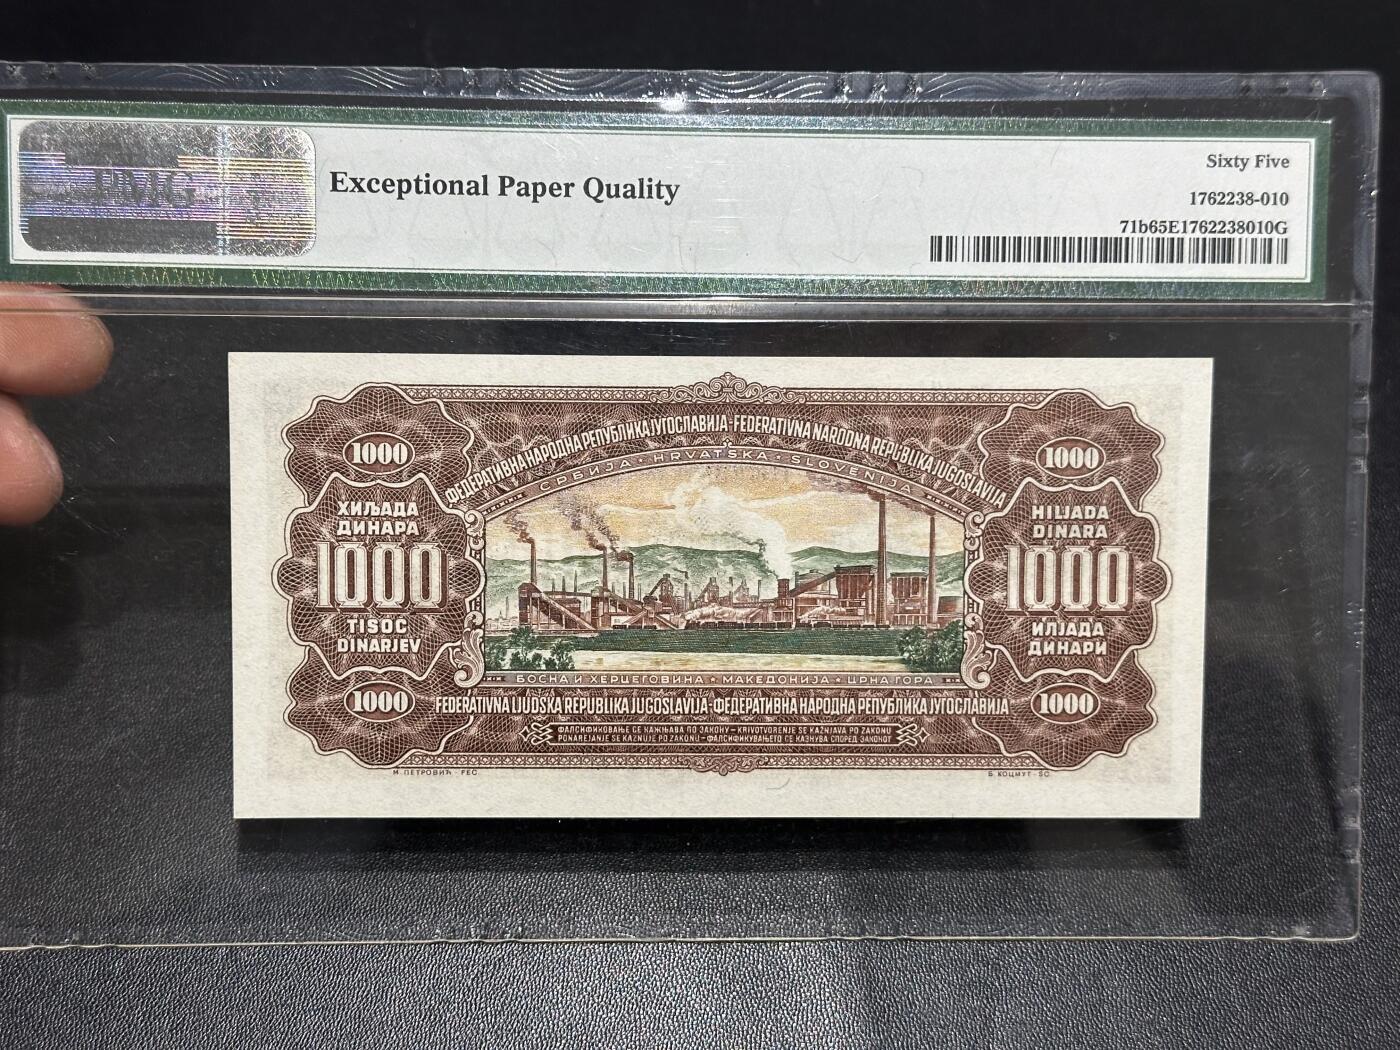 PMG
Exceptional Paper Quality
Sixty Five
1762238-010
71b65E1762238010G
ФЕДЕРАТИВНА НАРОДНА РЕПУБЛИКА ЈУГОСЛАВИЈА-FEDERATIVNA NARODNA REPUBLIKA JUGOSLAVIJA
СРБИЈА · HRVATSKA · SLOVENIJA
1000
1000
ХИЉАДА
ДИНАРА
1000
TISOČ
DINARJEV
HILJADA
DINARA
1000
ИЛЈАДА
ДИНАРИ
БОСНА И ХЕРЦЕГОВИНА · МАКЕДОНИЈА · ЦРНА ГОРА
1000
1000
FEDERATIVNA LJUDSKA REPUBLIKA JUGOSLAVIJA-ФЕДЕРАТИВНА НАРОДНА РЕПУБЛИКА ЈУГОСЛАВИЈА
ФАЛСИФИКОВАЊЕ СЕ КАЖЊАВА ПО ЗАКОНУ – KRIVOTVORENJE SE KAŽNJAVA PO ZAKONU
PONAREJANJE SE KAZNUJE PO ZAKONU – ФАЛСИФИКУВАЊЕТО СЕ КАЗНУВА СПОРЕД ЗАКОНОТ
М. ПЕТРОВИЋ - FEC.
Б. КОЦМУТ - SC.